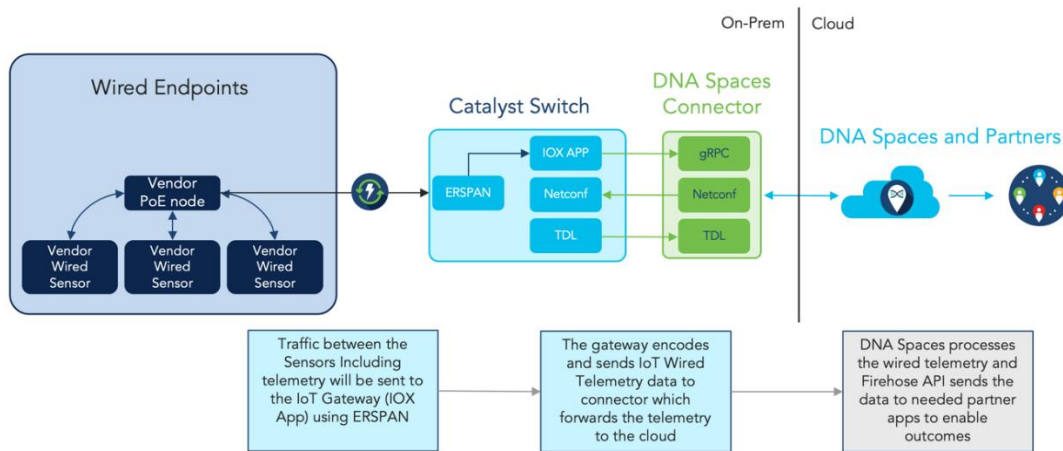 On-Prem
Cloud
Wired Endpoints
Vendor
PoE node
Vendor
Wired
Sensor
Vendor
Wired
Sensor
Vendor
Wired
Sensor
Catalyst Switch
ERSPAN
IOX APP
Netconf
TDL
DNA Spaces
Connector
gRPC
Netconf
TDL
DNA Spaces and Partners
Traffic between the
Sensors Including
telemetry will be sent to
the IoT Gateway (IOX
App) using ERSPAN
The gateway encodes
and sends IoT Wired
Telemetry data to
connector which
forwards the telemetry
to the cloud
DNA Spaces processes
the wired telemetry and
Firehose API sends the
data to needed partner
apps to enable
outcomes